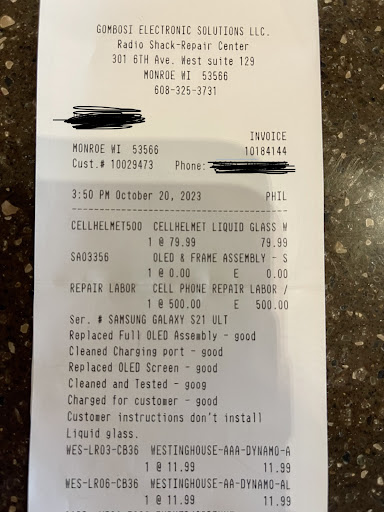 GOMBOSI ELECTRONIC SOLUTIONS LLC.
Radio Shack-Repair Center
301 6TH Ave. West suite 129
MONROE WI 53566
608-325-3731
INVOICE
MONROE WI 53566 10184144
Cust.# 10029473 Phone:
3:50 PM October 20, 2023 PHIL
CELLHELMET500 CELLHELMET LIQUID GLASS W
1 @ 79.99 79.99
SA03356 OLED & FRAME ASSEMBLY - S
1 @ 0.00 E 0.00
REPAIR LABOR CELL PHONE REPAIR LABOR /
1 @ 500.00 E 500.00
Ser. # SAMSUNG GALAXY S21 ULT
Replaced Full OLED Assembly - good
Cleaned Charging port - good
Replaced OLED Screen - good
Cleaned and Tested - goog
Charged for customer - good
Customer instructions don't install
Liquid glass.
WES-LR03-CB36 WESTINGHOUSE-AAA-DYNAMO-A
1 @ 11.99 11.99
WES-LR06-CB36 WESTINGHOUSE-AA-DYNAMO-AL
1 @ 11.99 11.99